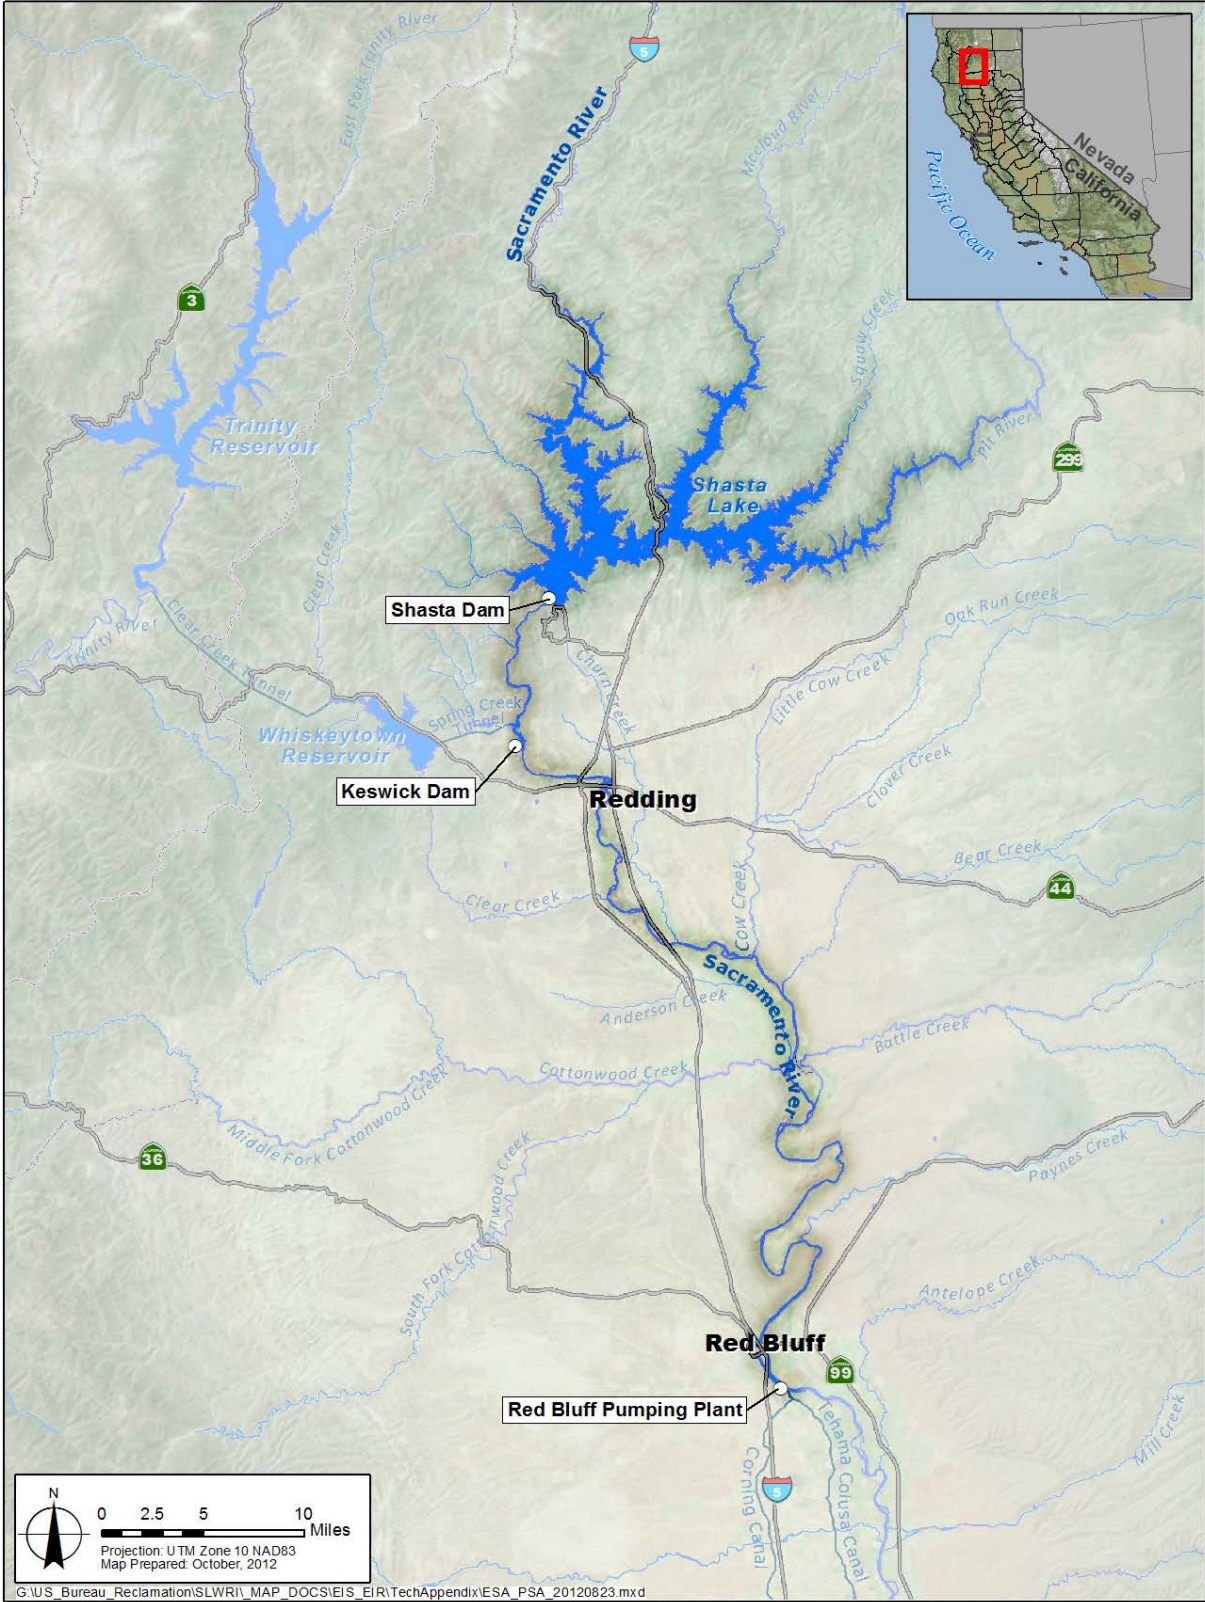 East Fork Trinity River
5
Sacramento River
Mccloud River
Nevada
California
Pacific Ocean
3
Squaw Creek
Trinity
Reservoir
Pit River
299
Shasta
Lake
Clear Creek
Shasta Dam
Oak Run Creek
Trinity River
Clear Creek Tunnel
Churn Creek
Little Cow Creek
Spring Creek
Tunnel
Whiskeytown
Reservoir
Keswick Dam
Redding
Clover Creek
Bear Creek
44
Clear Creek
Cow Creek
Sacramento River
Anderson Creek
Battle Creek
Cottonwood Creek
Middle Fork Cottonwood Creek
36
Paynes Creek
South Fork Cottonwood Creek
Antelope Creek
Red Bluff
99
Red Bluff Pumping Plant
Mill Creek
Corning Canal
Tehama Colusa Canal
5
N
0 2.5 5 10
Miles
Projection: UTM Zone 10 NAD83
Map Prepared: October, 2012
G:\US_Bureau_Reclamation\SLWRI\_MAP_DOCS\EIS_EIR\TechAppendix\ESA_PSA_20120823.mxd